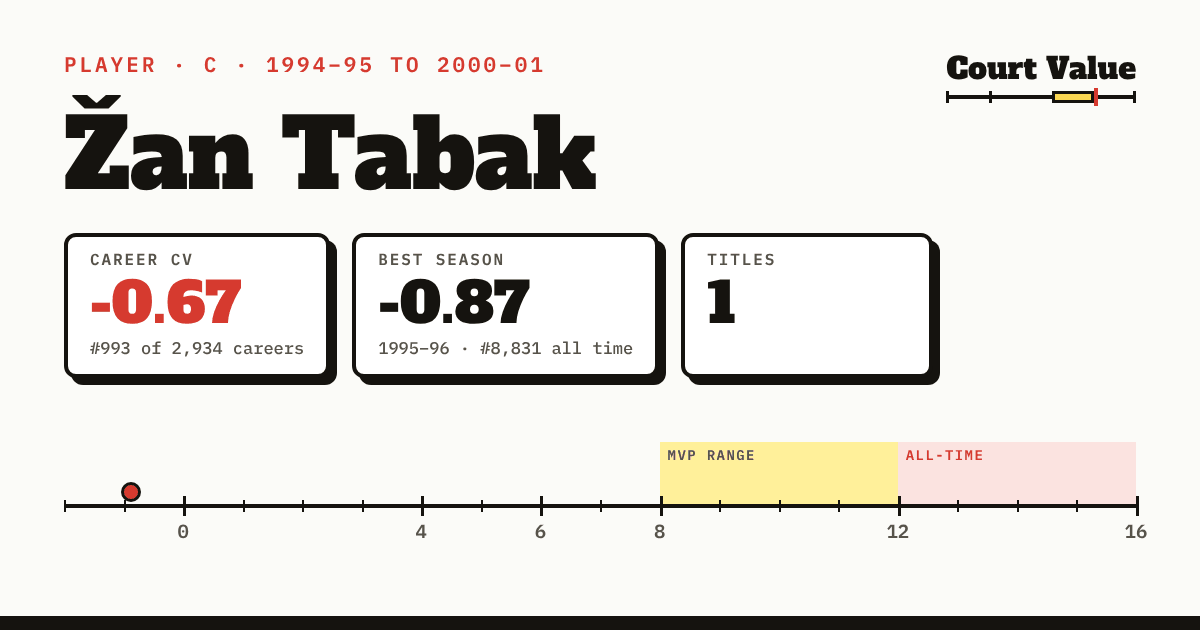 PLAYER · C · 1994–95 TO 2000–01
Court Value
Žan Tabak
CAREER CV
-0.67
#993 of 2,934 careers
BEST SEASON
-0.87
1995–96 · #8,831 all time
TITLES
1
MVP RANGE
ALL-TIME
0 4 6 8 12 16